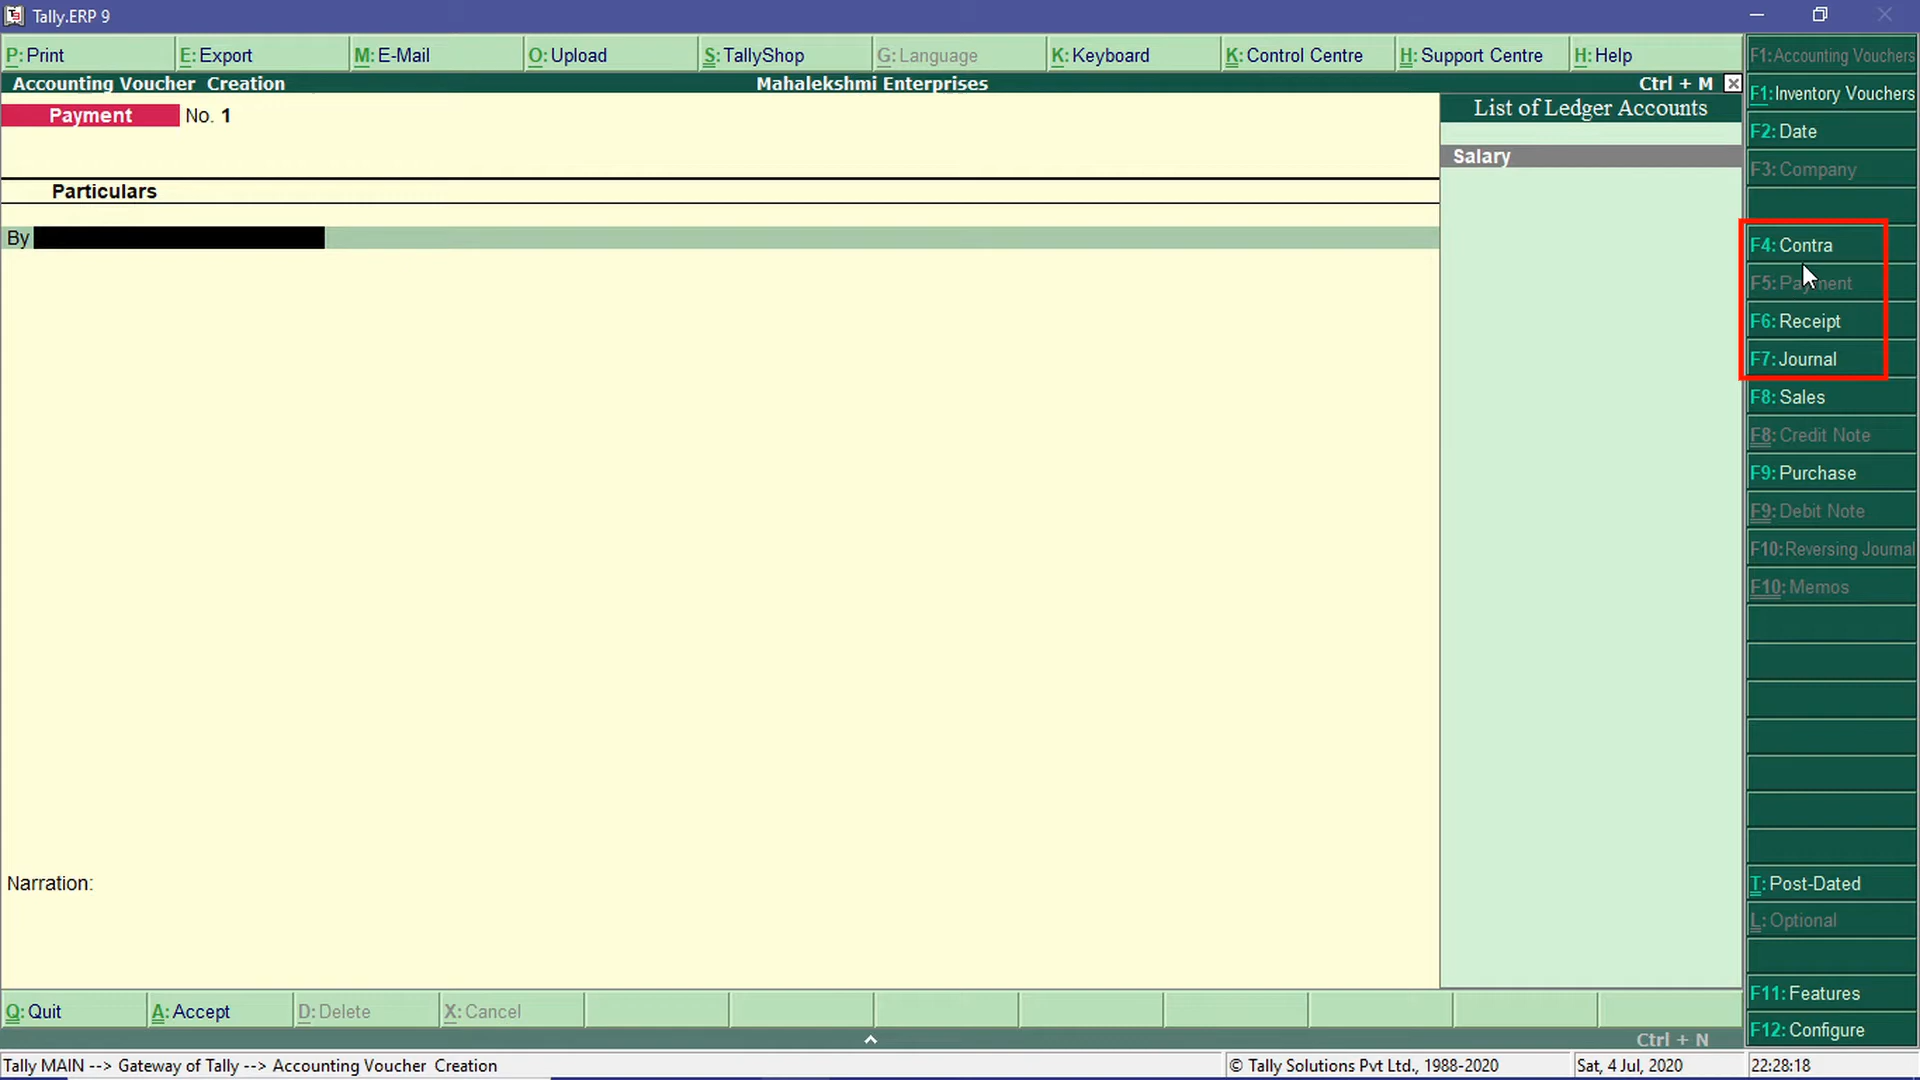 Tally.ERP 9
P: Print E: Export M: E-Mail O: Upload S: TallyShop G: Language K: Keyboard K: Control Centre H: Support Centre H: Help
Accounting Voucher Creation Mahalekshmi Enterprises Ctrl + M
Payment No. 1
Particulars
By
Narration:
List of Ledger Accounts
Salary
F1: Accounting Vouchers
F1: Inventory Vouchers
F2: Date
F3: Company
F4: Contra
F5: Payment
F6: Receipt
F7: Journal
F8: Sales
F8: Credit Note
F9: Purchase
F9: Debit Note
F10: Reversing Journal
F10: Memos
T: Post-Dated
L: Optional
F11: Features
F12: Configure
Q: Quit A: Accept D: Delete X: Cancel
Ctrl + N
Tally MAIN --> Gateway of Tally --> Accounting Voucher Creation © Tally Solutions Pvt Ltd., 1988-2020 Sat, 4 Jul, 2020 22:28:18